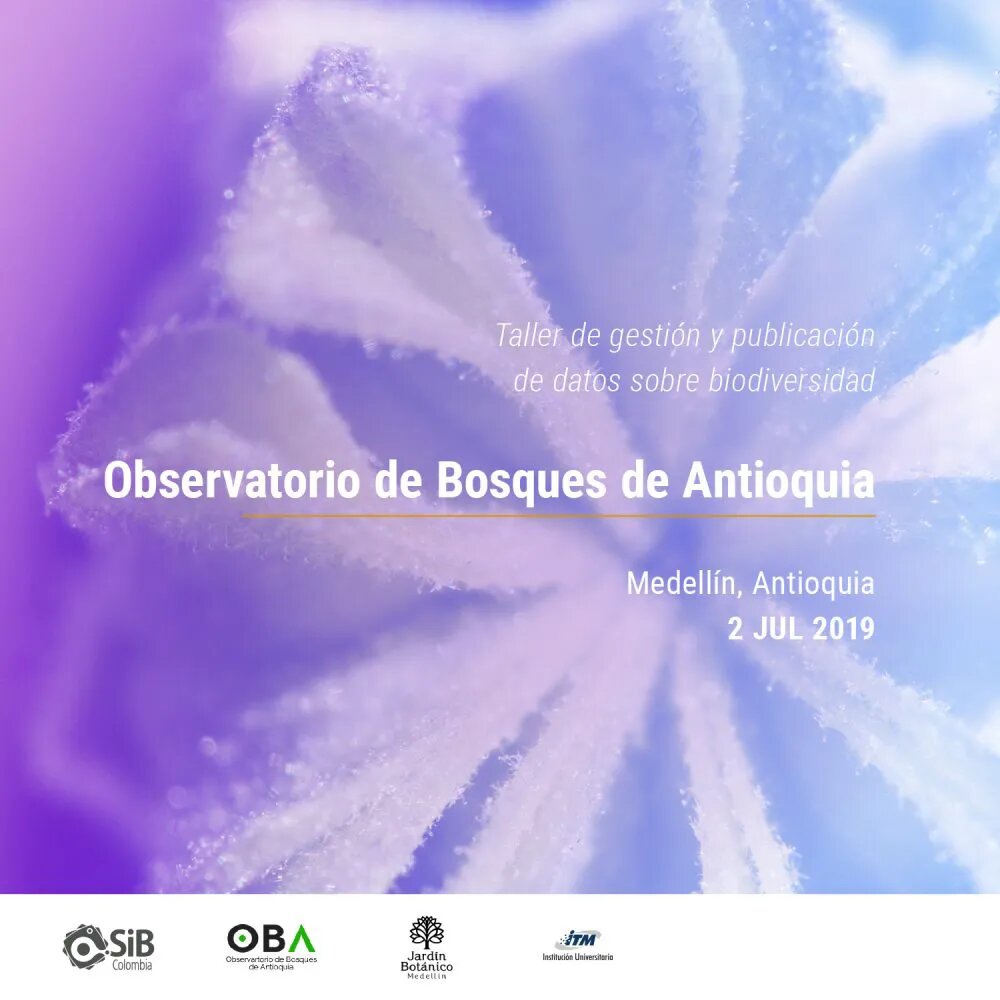 Taller de gestión y publicación
de datos sobre biodiversidad
Observatorio de Bosques de Antioquia
Medellín, Antioquia
2 JUL 2019
SiB
Colombia
OBA
Observatorio de Bosques
de Antioquia
Jardín
Botánico
Medellín
iTM
Institución Universitaria